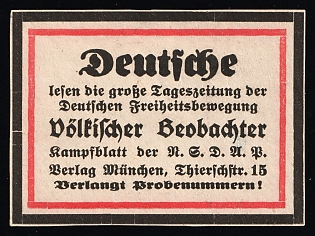 Deutsche
lesen die große Tageszeitung der
Deutschen Freiheitsbewegung
Völkischer Beobachter
Kampfblatt der N. S. D. A. P.
Verlag München, Thierschstr. 15
Verlangt Probenummern!